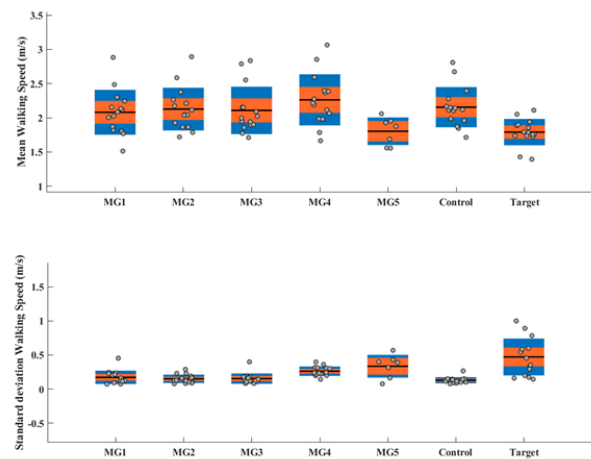 Mean Walking Speed (m/s)
3.5
3
2.5
2
1.5
1
MG1 MG2 MG3 MG4 MG5 Control Target
Standard deviation Walking Speed (m/s)
1.5
1
0.5
0
-0.5
MG1 MG2 MG3 MG4 MG5 Control Target